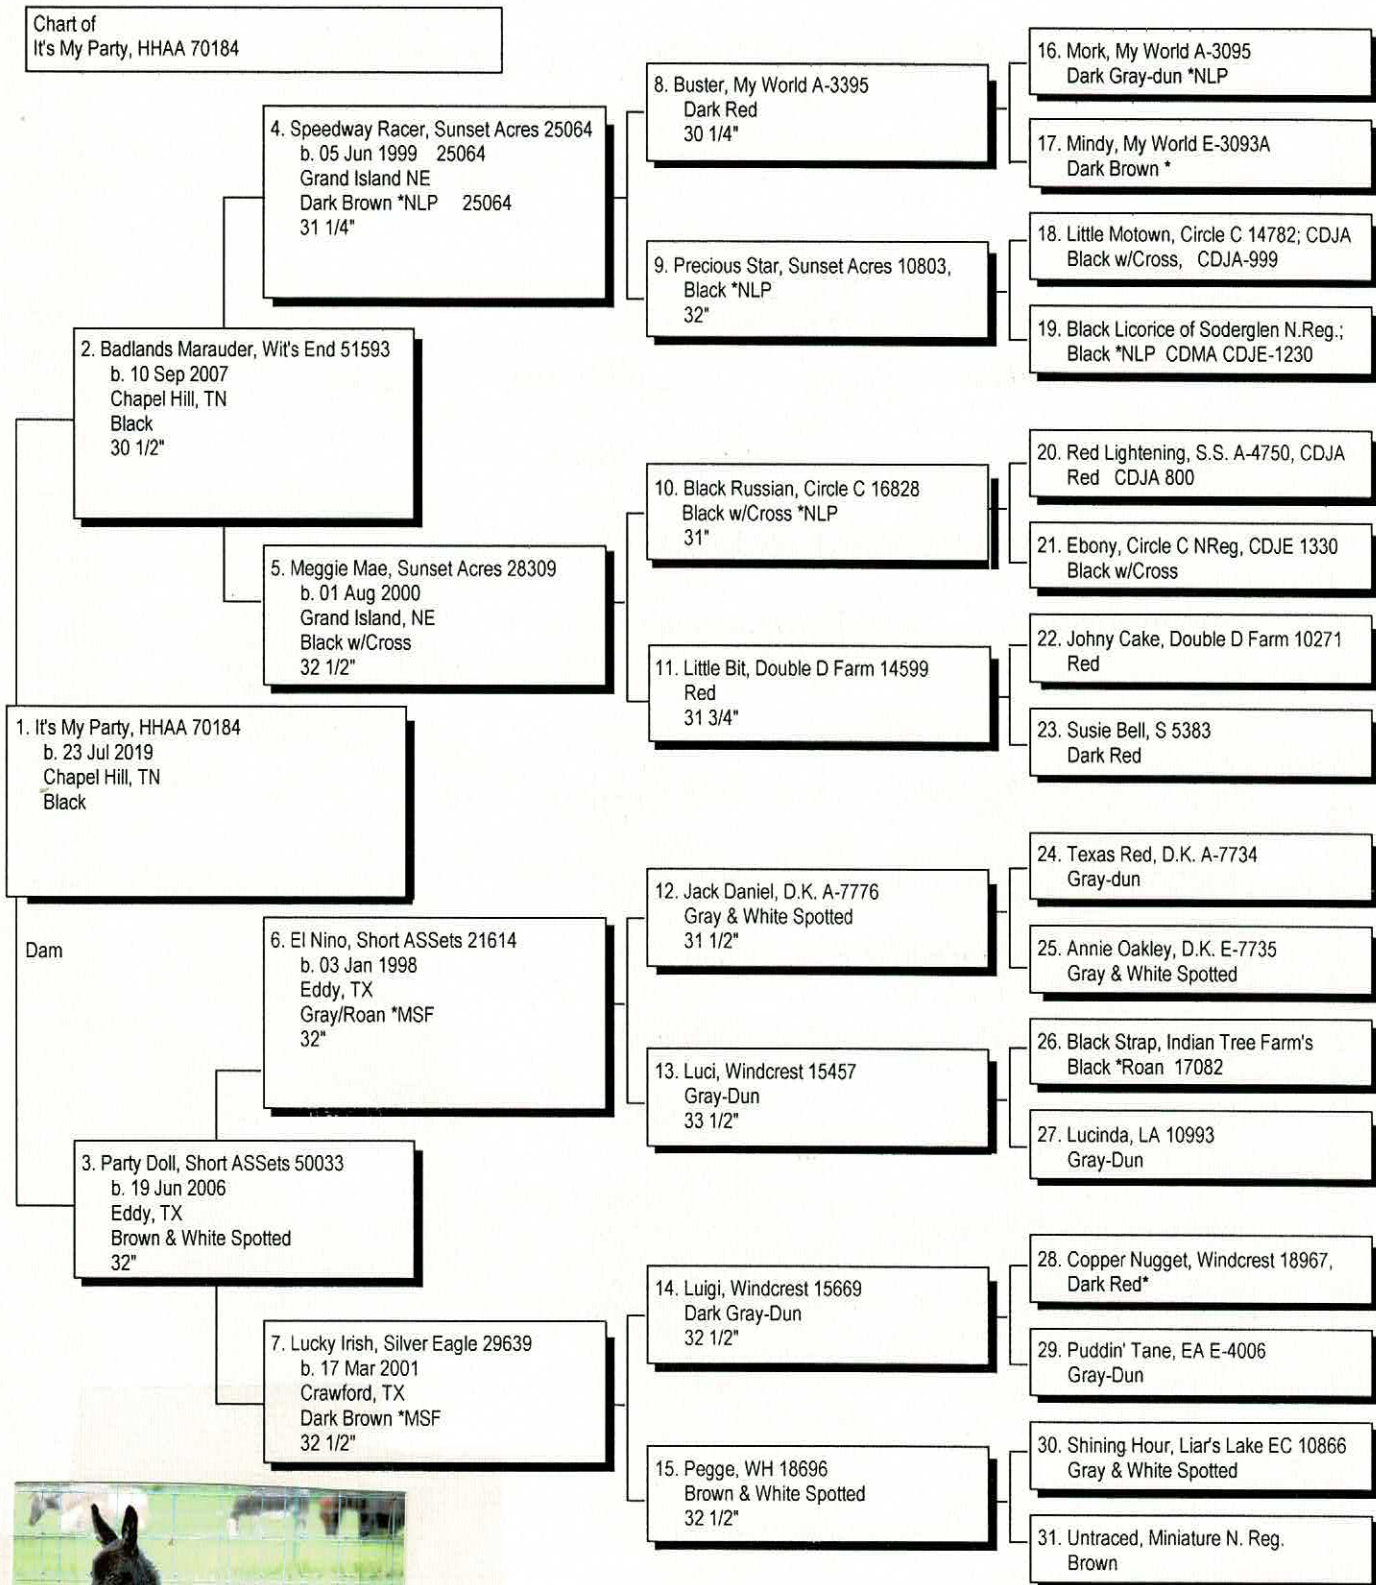 Chart of
It's My Party, HHAA 70184
16. Mork, My World A-3095
Dark Gray-dun *NLP
8. Buster, My World A-3395
Dark Red
30 1/4"
17. Mindy, My World E-3093A
Dark Brown *
4. Speedway Racer, Sunset Acres 25064
b. 05 Jun 1999 25064
Grand Island NE
Dark Brown *NLP 25064
31 1/4"
18. Little Motown, Circle C 14782; CDJA
Black w/Cross, CDJA-999
9. Precious Star, Sunset Acres 10803,
Black *NLP
32"
19. Black Licorice of Soderglen N.Reg.;
Black *NLP CDMA CDJE-1230
2. Badlands Marauder, Wit's End 51593
b. 10 Sep 2007
Chapel Hill, TN
Black
30 1/2"
20. Red Lightening, S.S. A-4750, CDJA
Red CDJA 800
10. Black Russian, Circle C 16828
Black w/Cross *NLP
31"
21. Ebony, Circle C NReg, CDJE 1330
Black w/Cross
5. Meggie Mae, Sunset Acres 28309
b. 01 Aug 2000
Grand Island, NE
Black w/Cross
32 1/2"
22. Johny Cake, Double D Farm 10271
Red
11. Little Bit, Double D Farm 14599
Red
31 3/4"
23. Susie Bell, S 5383
Dark Red
1. It's My Party, HHAA 70184
b. 23 Jul 2019
Chapel Hill, TN
Black
24. Texas Red, D.K. A-7734
Gray-dun
12. Jack Daniel, D.K. A-7776
Gray & White Spotted
31 1/2"
25. Annie Oakley, D.K. E-7735
Gray & White Spotted
Dam
6. El Nino, Short ASSets 21614
b. 03 Jan 1998
Eddy, TX
Gray/Roan *MSF
32"
26. Black Strap, Indian Tree Farm's
Black *Roan 17082
13. Luci, Windcrest 15457
Gray-Dun
33 1/2"
27. Lucinda, LA 10993
Gray-Dun
3. Party Doll, Short ASSets 50033
b. 19 Jun 2006
Eddy, TX
Brown & White Spotted
32"
28. Copper Nugget, Windcrest 18967,
Dark Red*
14. Luigi, Windcrest 15669
Dark Gray-Dun
32 1/2"
29. Puddin' Tane, EA E-4006
Gray-Dun
7. Lucky Irish, Silver Eagle 29639
b. 17 Mar 2001
Crawford, TX
Dark Brown *MSF
32 1/2"
30. Shining Hour, Liar's Lake EC 10866
Gray & White Spotted
15. Pegge, WH 18696
Brown & White Spotted
32 1/2"
31. Untraced, Miniature N. Reg.
Brown